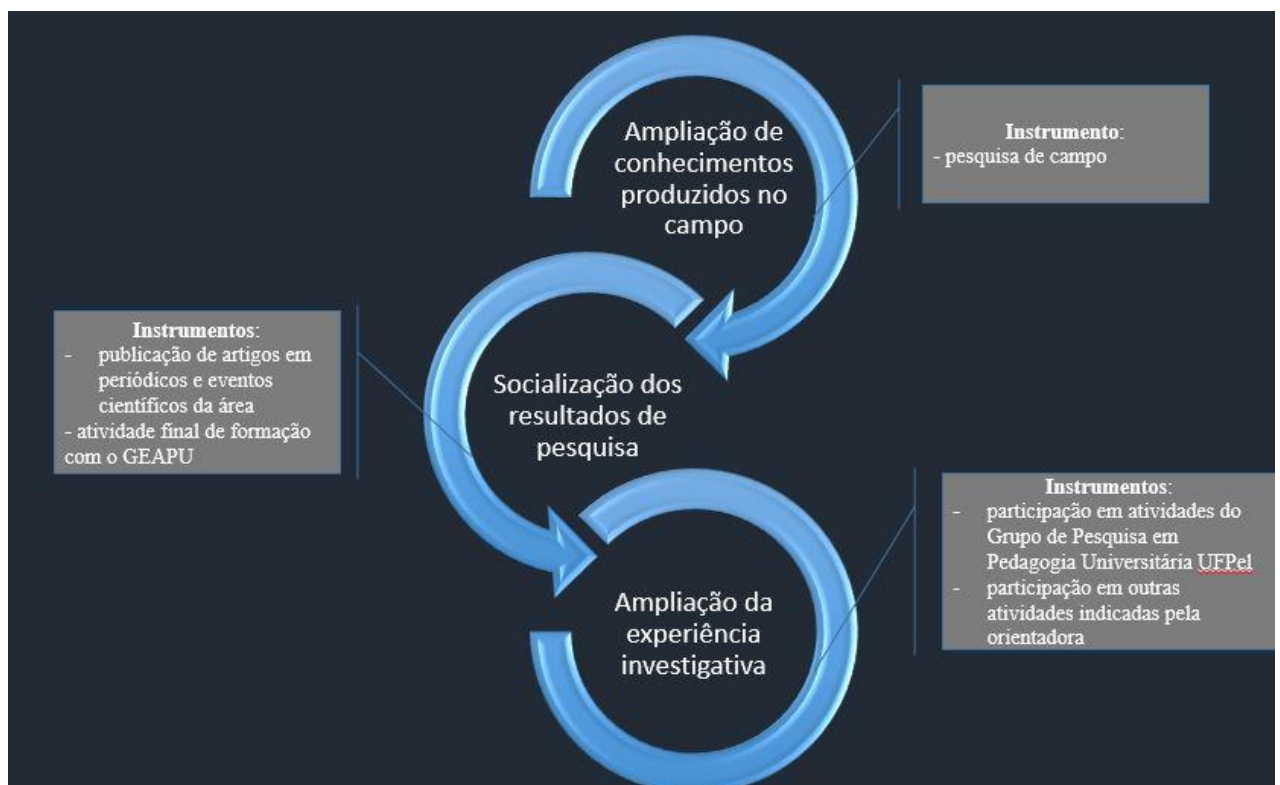 Ampliação de
conhecimentos
produzidos no
campo
Instrumento:
- pesquisa de campo
Instrumentos:
- publicação de artigos em
periódicos e eventos
científicos da área
- atividade final de formação
com o GEAPU
Socialização dos
resultados de
pesquisa
Instrumentos:
- participação em atividades do
Grupo de Pesquisa em
Pedagogia Universitária UFPel
- participação em outras
atividades indicadas pela
orientadora
Ampliação da
experiência
investigativa